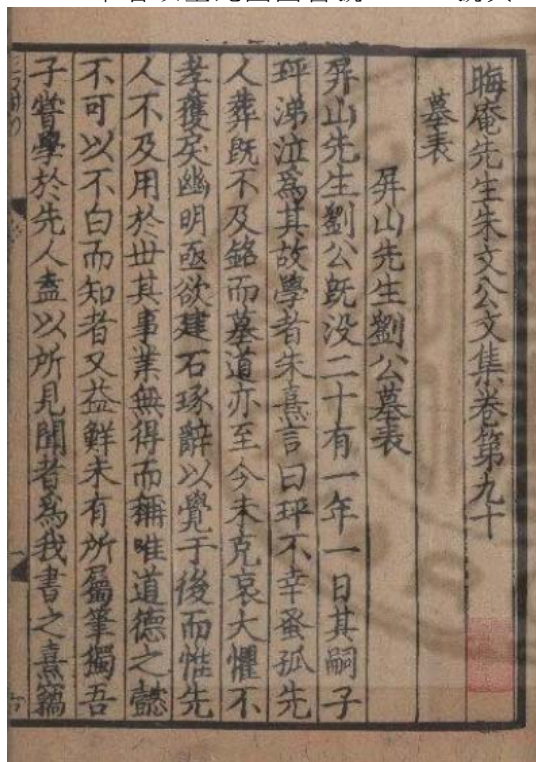 晦庵先生朱文公文集卷第九十
墓表
屛山先生劉公墓表
屛山先生劉公旣没二十有一年一日其嗣子
玶涕泣爲其故學者朱熹言曰玶不幸蚤孤先
人葬旣不及銘而墓道亦至今未克表大懼不
孝獲戾幽明亟欲建石琢辭以覺于後而惟先
人不及用於世其事業無得而稱唯道德之懿
不可以不白而知者又益鮮未有所屬筆獨吾
子嘗學於先人盍以所見聞者爲我書之熹竊